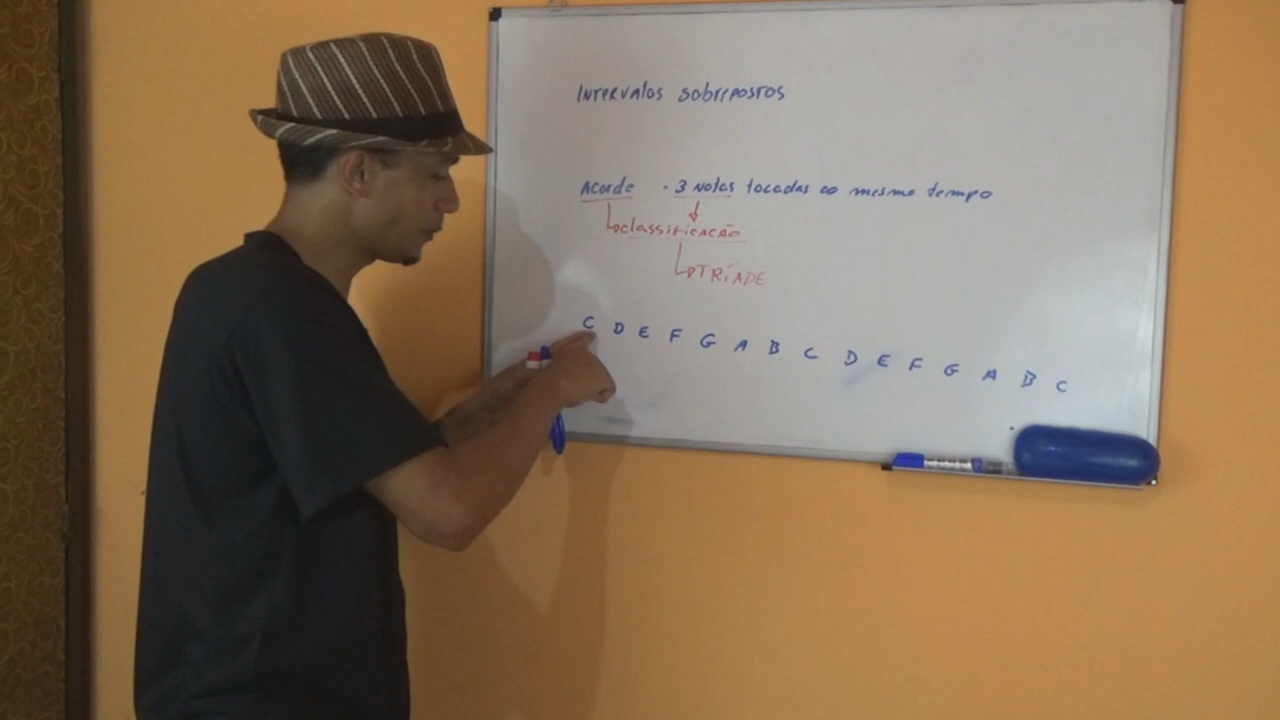 Intervalos sobrepostos
Acorde · 3 Notas tocadas ao mesmo tempo
classificação
TRÍADE
C D E F G A B C D E F G A B C